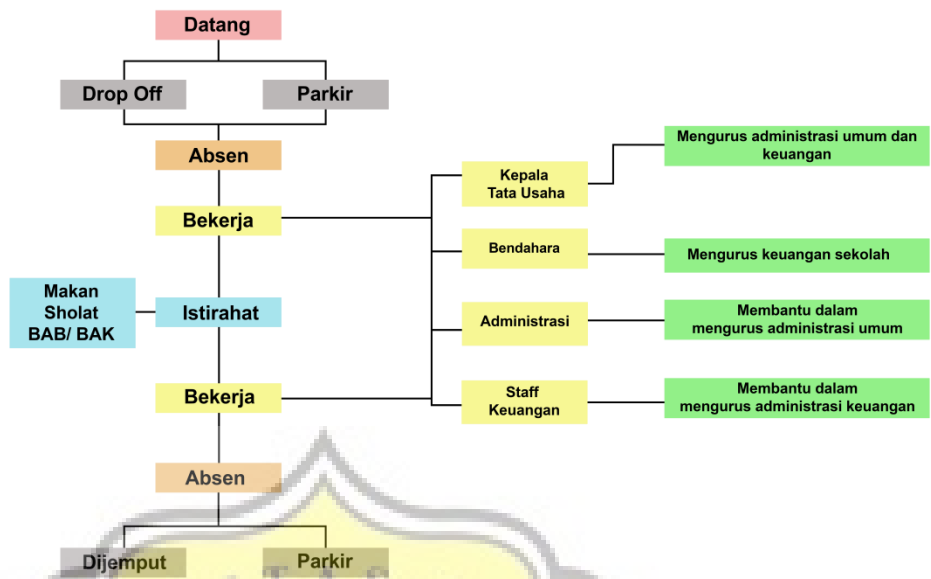 Datang
Drop Off
Parkir
Absen
Bekerja
Kepala
Tata Usaha
Mengurus administrasi umum dan
keuangan
Bendahara
Mengurus keuangan sekolah
Makan
Sholat
BAB/ BAK
Istirahat
Administrasi
Membantu dalam
mengurus administrasi umum
Bekerja
Staff
Keuangan
Membantu dalam
mengurus administrasi keuangan
Absen
Dijemput
Parkir